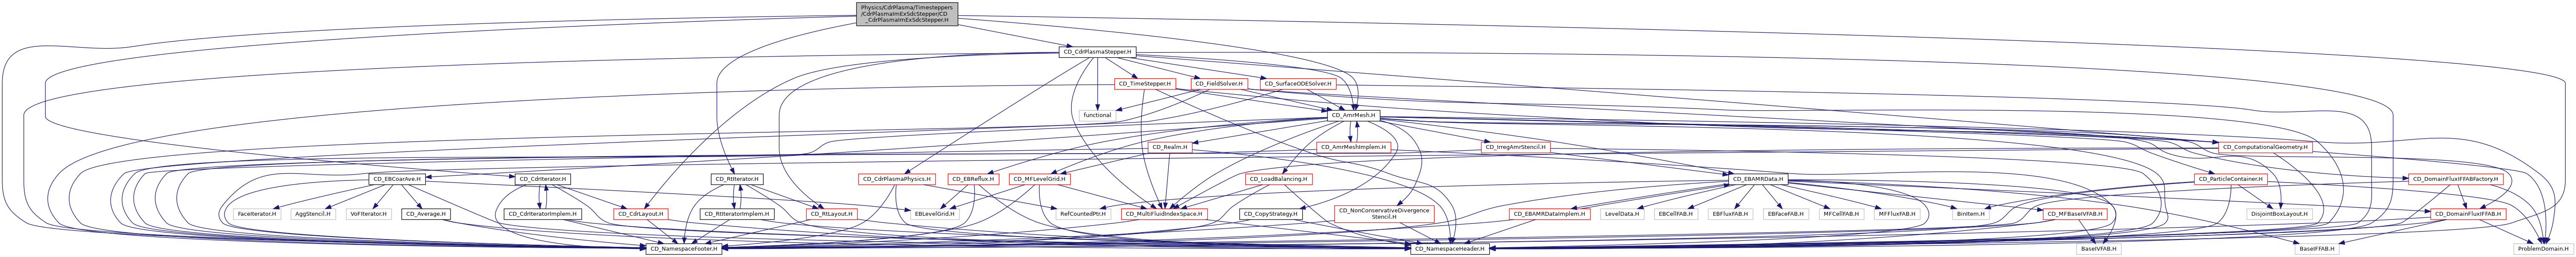 Physics/CdrPlasma/Timesteppers
/CdrPlasmaImExSdcStepper/CD
_CdrPlasmaImExSdcStepper.H
CD_CdrPlasmaStepper.H
CD_TimeStepper.H
CD_FieldSolver.H
CD_SurfaceODESolver.H
functional
CD_AmrMesh.H
CD_Realm.H
CD_AmrMeshImplem.H
CD_IrregAmrStencil.H
CD_ComputationalGeometry.H
CD_EBCoarAve.H
CD_CdrIterator.H
CD_RtIterator.H
CD_CdrPlasmaPhysics.H
CD_EBReflux.H
CD_MFLevelGrid.H
CD_LoadBalancing.H
CD_EBAMRData.H
CD_ParticleContainer.H
CD_DomainFluxIFFABFactory.H
FaceIterator.H
AggStencil.H
VoFIterator.H
CD_Average.H
CD_CdrIteratorImplem.H
CD_CdrLayout.H
CD_RtIteratorImplem.H
CD_RtLayout.H
EBLevelGrid.H
RefCountedPtr.H
CD_MultiFluidIndexSpace.H
CD_CopyStrategy.H
CD_NonConservativeDivergence
Stencil.H
CD_EBAMRDataImplem.H
LevelData.H
EBCellFAB.H
EBFluxFAB.H
EBFaceFAB.H
MFCellFAB.H
MFFluxFAB.H
BinItem.H
CD_MFBaseIVFAB.H
DisjointBoxLayout.H
CD_DomainFluxIFFAB.H
CD_NamespaceFooter.H
CD_NamespaceHeader.H
BaseIVFAB.H
BaseIFFAB.H
ProblemDomain.H